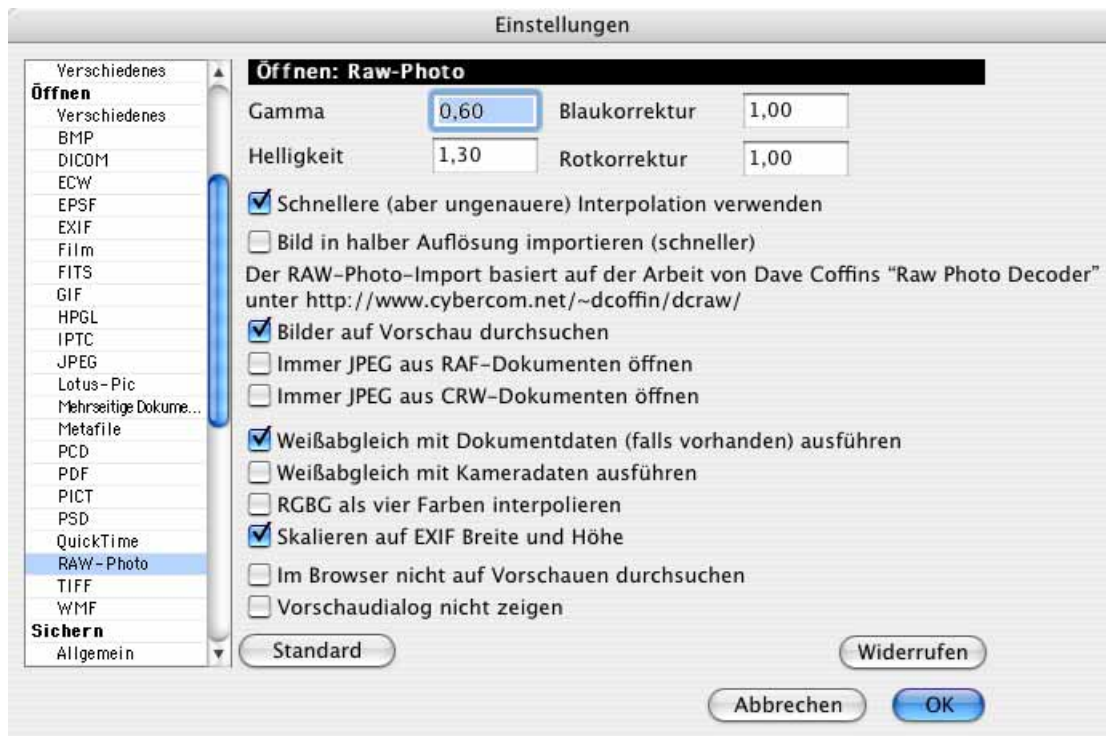 Einstellungen
Verschiedenes
Öffnen
Verschiedenes
BMP
DICOM
ECW
EPSF
EXIF
Film
FITS
GIF
HPGL
IPTC
JPEG
Lotus-Pic
Mehrseitige Dokume...
Metafile
PCD
PDF
PICT
PSD
QuickTime
RAW-Photo
TIFF
WMF
Sichern
Allgemein
Öffnen: Raw-Photo
Gamma 0,60 Blaukorrektur 1,00
Helligkeit 1,30 Rotkorrektur 1,00
Schnellere (aber ungenauere) Interpolation verwenden
Bild in halber Auflösung importieren (schneller)
Der RAW-Photo-Import basiert auf der Arbeit von Dave Coffins “Raw Photo Decoder”
unter http://www.cybercom.net/~dcoffin/dcraw/
Bilder auf Vorschau durchsuchen
Immer JPEG aus RAF-Dokumenten öffnen
Immer JPEG aus CRW-Dokumenten öffnen
Weißabgleich mit Dokumentdaten (falls vorhanden) ausführen
Weißabgleich mit Kameradaten ausführen
RGBG als vier Farben interpolieren
Skalieren auf EXIF Breite und Höhe
Im Browser nicht auf Vorschauen durchsuchen
Vorschaudialog nicht zeigen
Standard Widerrufen
Abbrechen OK